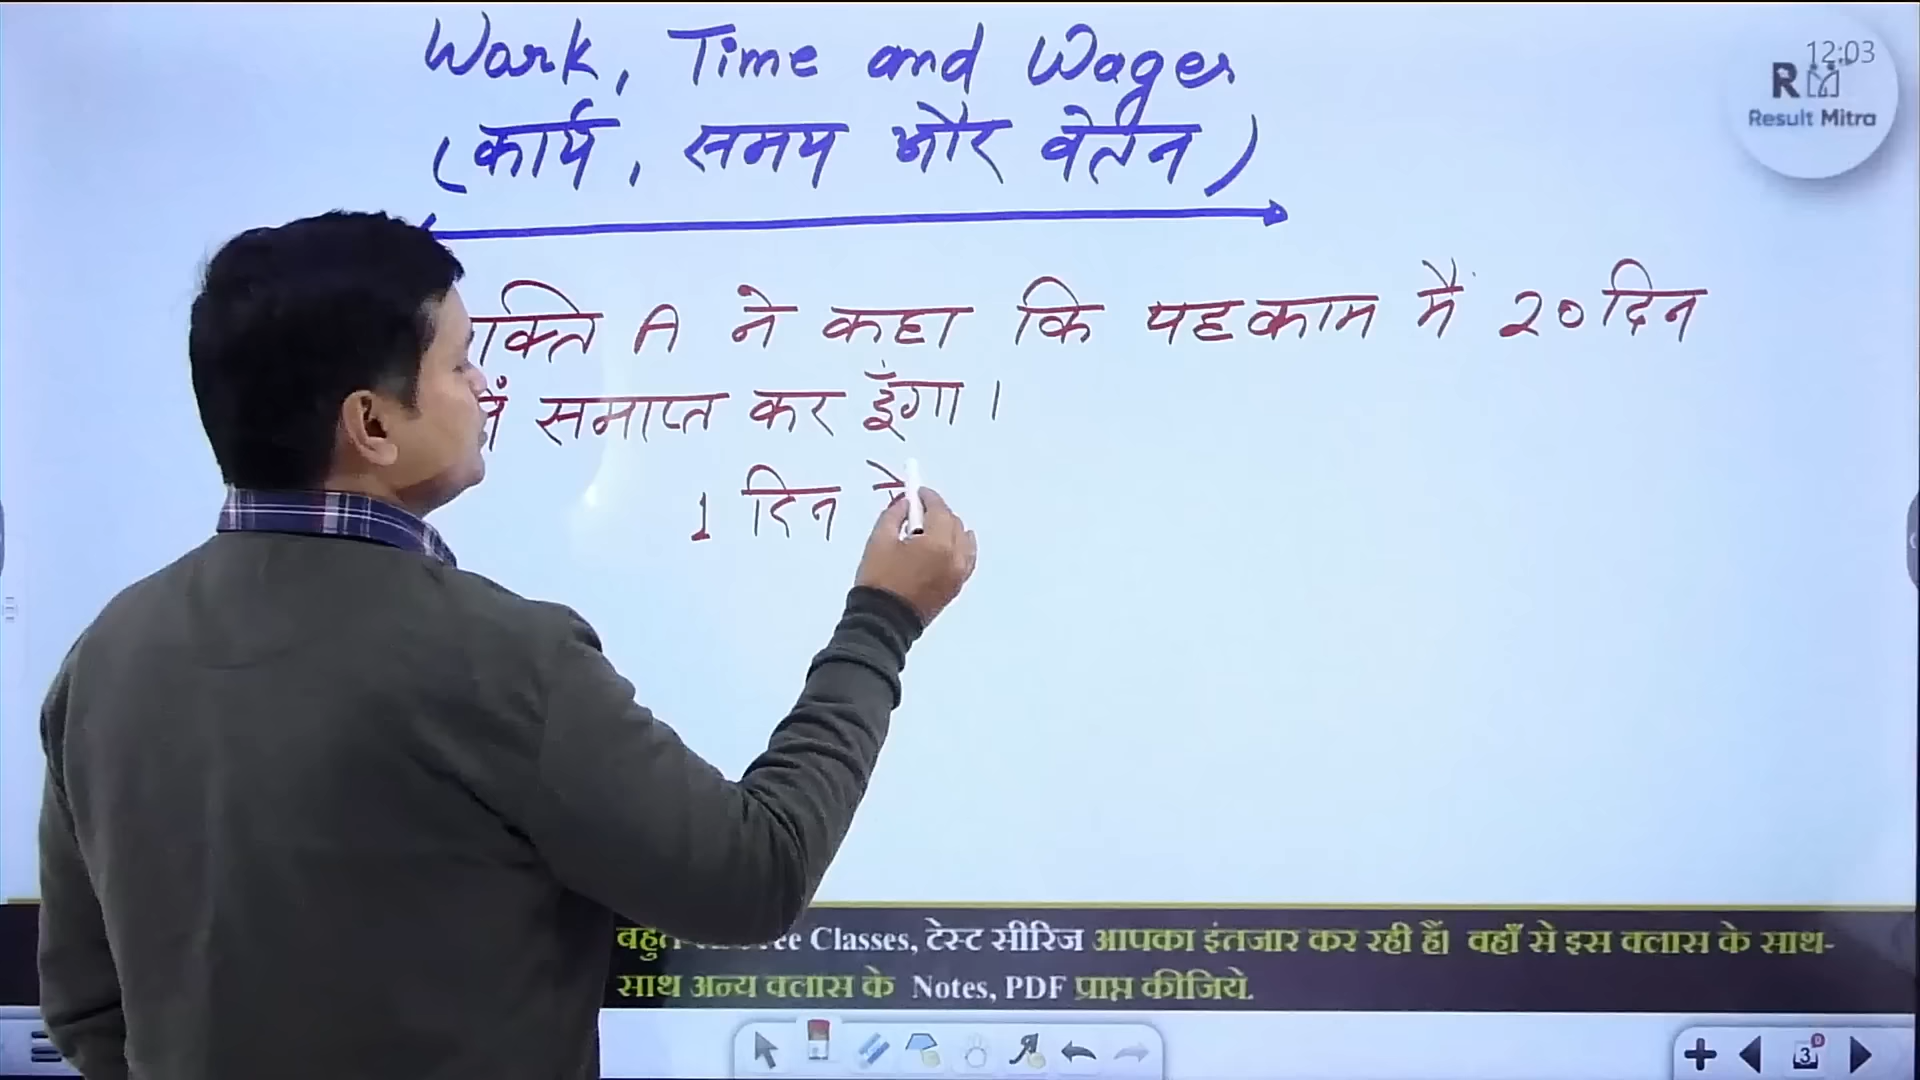 Work, Time and Wages
(कार्य, समय और वेतन)
12:03
Result Mitra
A ने कहा कि यह काम मैं 20 दिन
समाप्त कर दूंगा।
1 दिन
Classes, टेस्ट सीरिज आपका इंतजार कर रही हैं। वहाँ से इस क्लास के साथ-
साथ अन्य क्लास के Notes, PDF प्राप्त कीजिये.
3